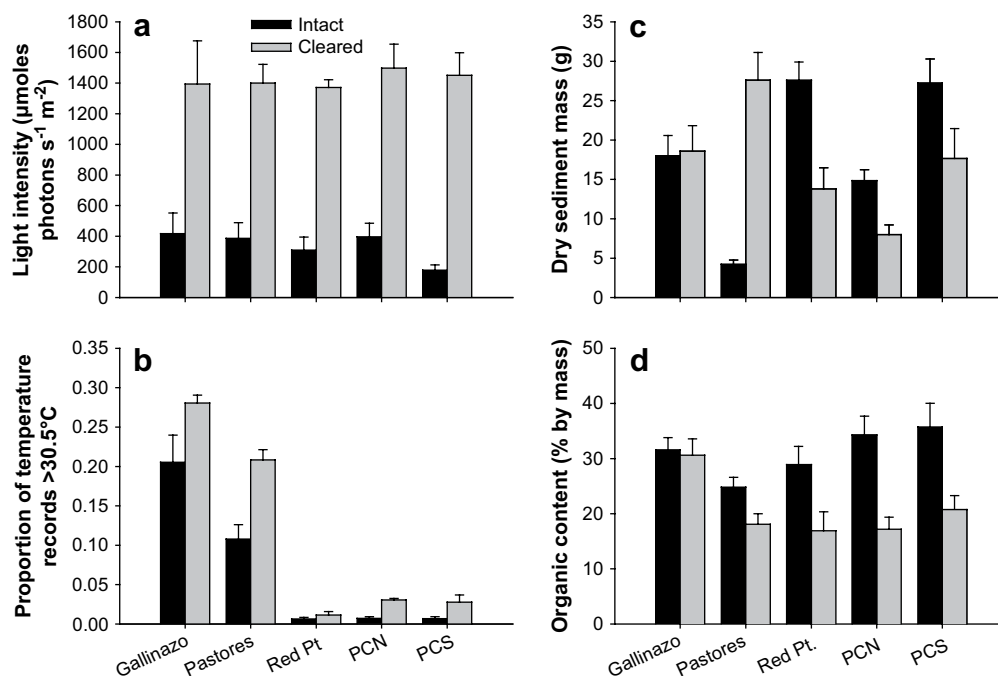 a
Intact
Cleared
1800
1600
1400
1200
1000
800
600
400
200
0
Light intensity (µmoles
photons s-1 m-2)
c
35
30
25
20
15
10
5
0
Dry sediment mass (g)
b
0.35
0.30
0.25
0.20
0.15
0.10
0.05
0.00
Proportion of temperature
records >30.5°C
Gallinazo
Pastores
Red Pt
PCN
PCS
d
50
40
30
20
10
0
Organic content (% by mass)
Gallinazo
Pastores
Red Pt.
PCN
PCS